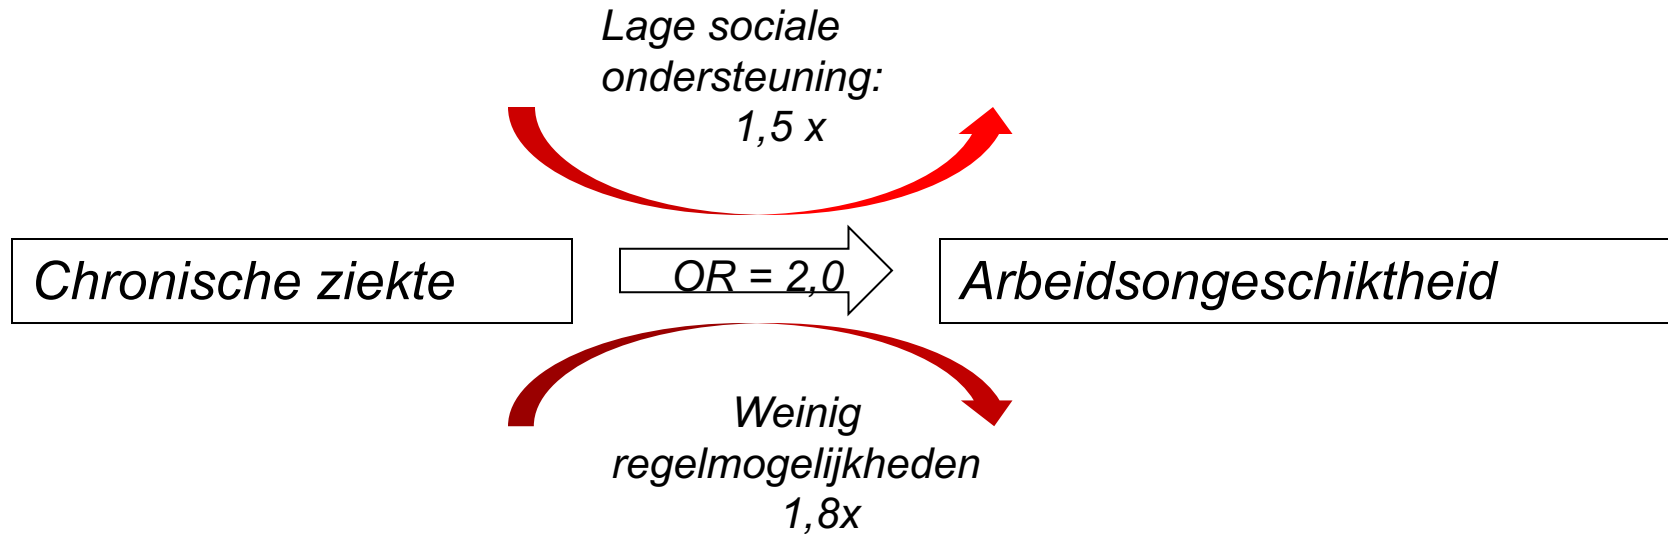 Lage sociale
ondersteuning:
1,5 x
Chronische ziekte
OR = 2,0
Arbeidsongeschiktheid
Weinig
regelmogelijkheden
1,8x